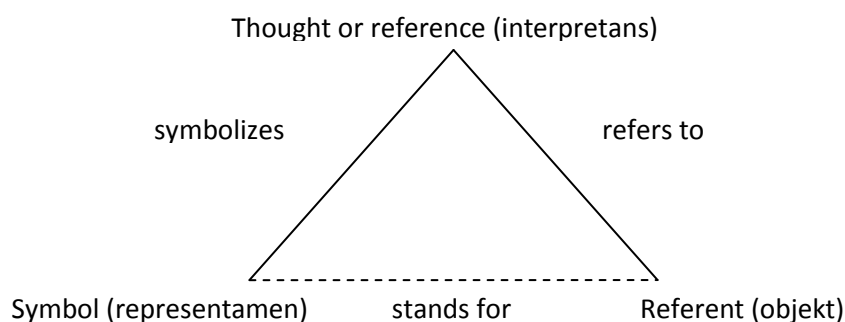 Thought or reference (interpretans)
symbolizes refers to
Symbol (representamen) stands for Referent (objekt)